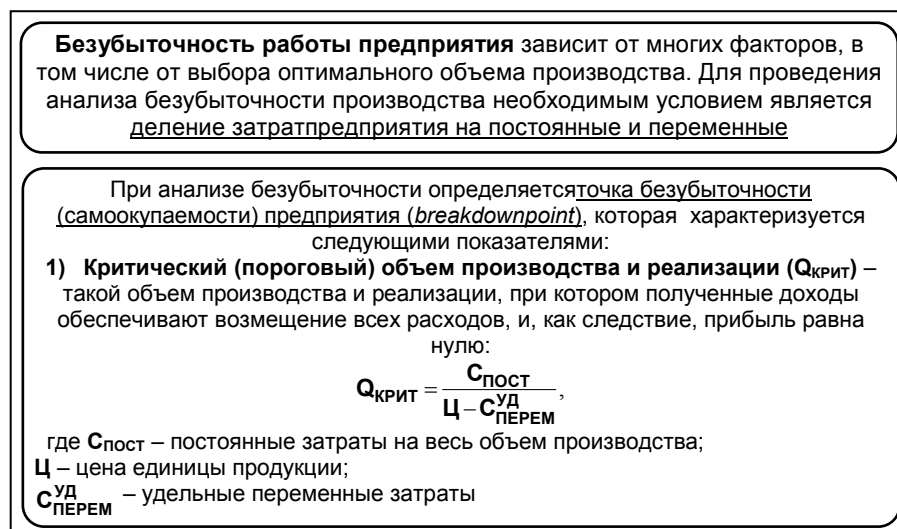 Безубыточность работы предприятия зависит от многих факторов, в
том числе от выбора оптимального объема производства. Для проведения
анализа безубыточности производства необходимым условием является
деление затратпредприятия на постоянные и переменные
При анализе безубыточности определяетсяточка безубыточности
(самоокупаемости) предприятия (breakdownpoint), которая характеризуется
следующими показателями:
1) Критический (пороговый) объем производства и реализации (QКРИТ) –
такой объем производства и реализации, при котором полученные доходы
обеспечивают возмещение всех расходов, и, как следствие, прибыль равна
нулю:
QКРИТ = СПОСТ / (Ц – СУДПЕРЕМ),
где СПОСТ – постоянные затраты на весь объем производства;
Ц – цена единицы продукции;
СУДПЕРЕМ – удельные переменные затраты